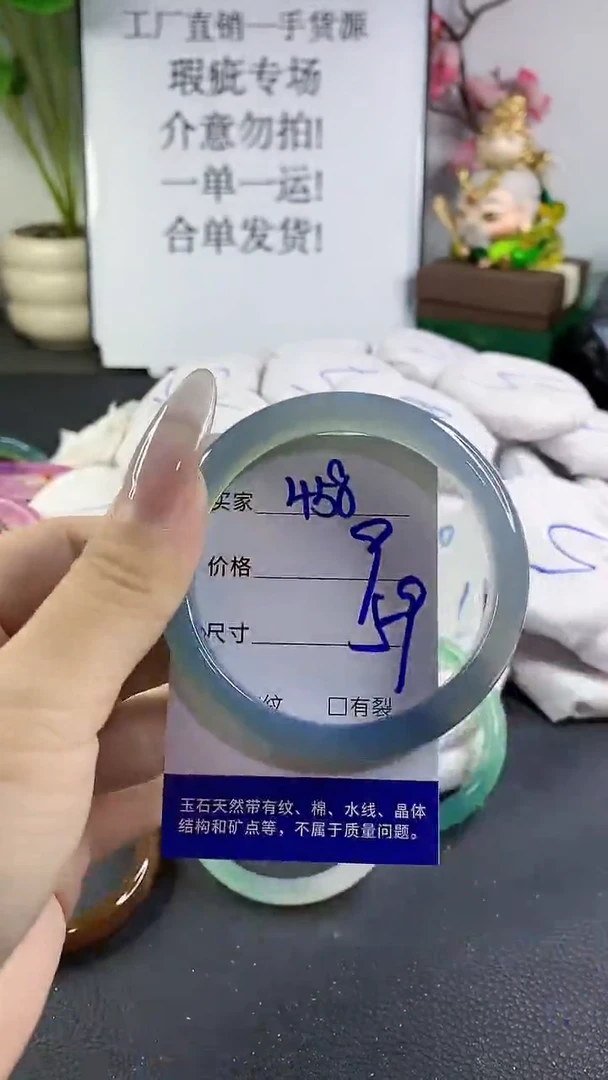 工厂直销一手货源
瑕疵专场
介意勿拍!
一单一运!
合单发货!
买家 458
价格 9
尺寸 59
纹 □有裂
玉石天然带有纹、棉、水线、晶体
结构和矿点等，不属于质量问题。